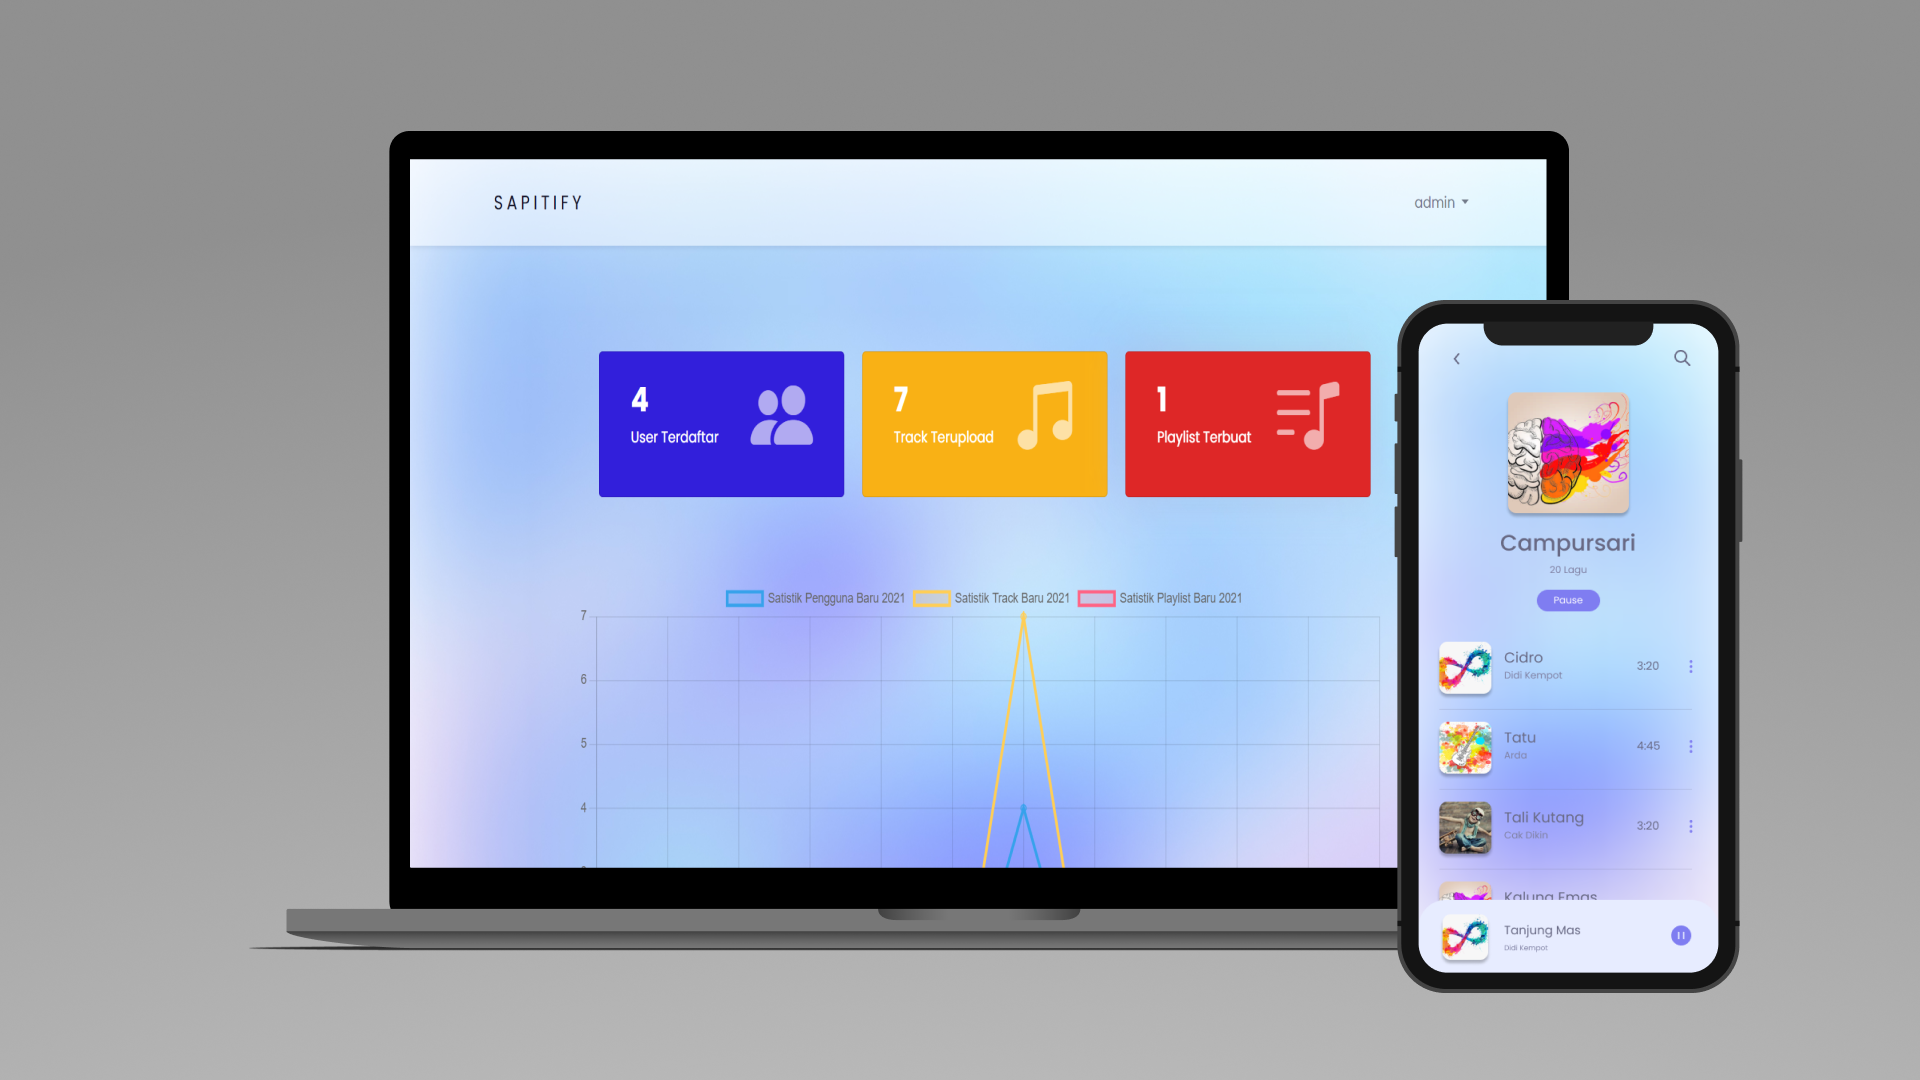 SAPITIFY
admin
4
User Terdaftar
7
Track Terupload
1
Playlist Terbuat
Satistik Pengguna Baru 2021
Satistik Track Baru 2021
Satistik Playlist Baru 2021
7
6
5
4
Campursari
20 Lagu
Pause
Cidro
Didi Kempot
3:20
Tatu
Arda
4:45
Tali Kutang
Cak Dikin
3:20
Kalung Emas
Tanjung Mas
Didi Kempot